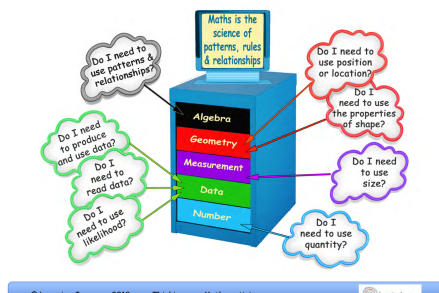 Maths is the
science of
patterns, rules
& relationships
Do I need to
use patterns &
relationships?
Do I need to
use position
or location?
Do I
need to use
the properties
of shape?
Algebra
Geometry
Measurement
Data
Number
Do I need
to produce
and use data?
Do I
need to
read data?
Do I
need to use
likelihood?
Do I need
to use
size?
Do I
need to use
quantity?